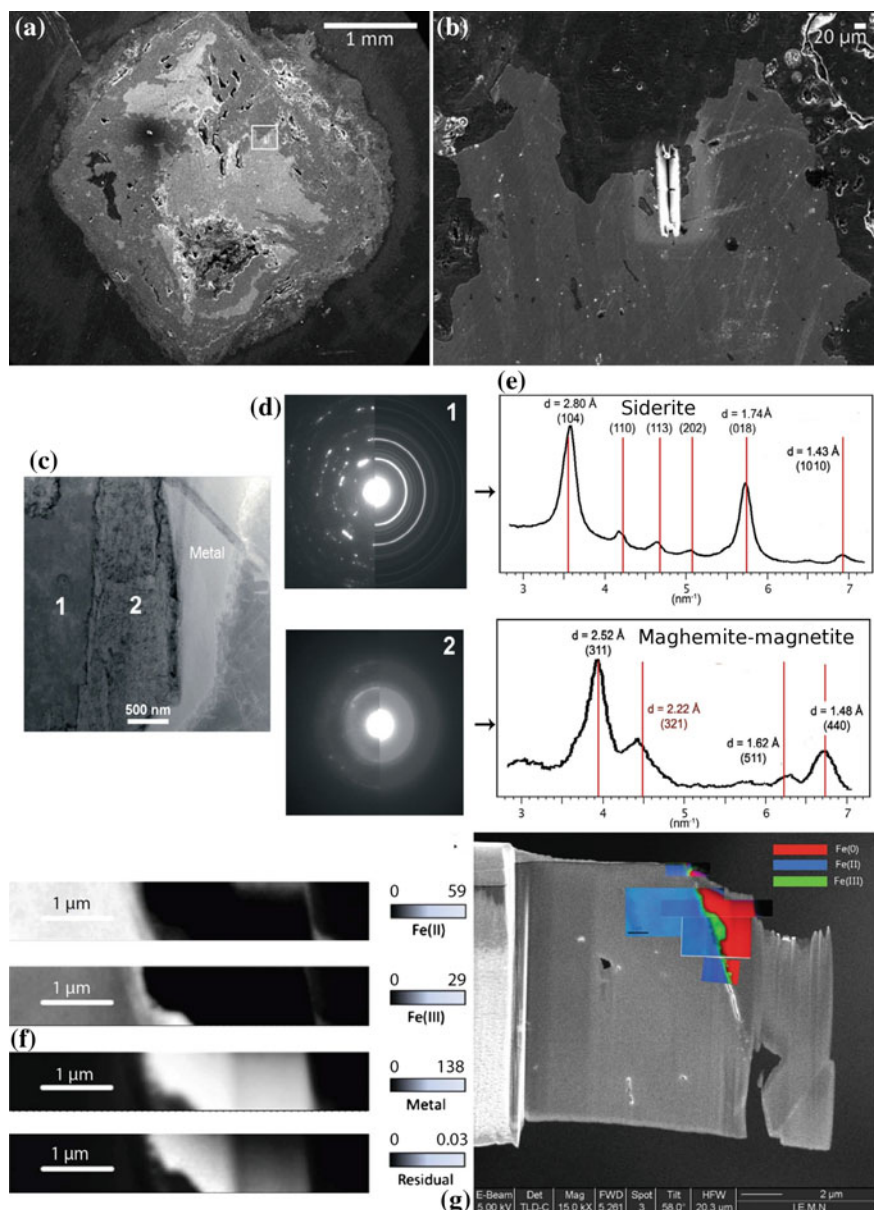 (a)
1 mm
(b)
20 µm
(c)
1
2
Metal
500 nm
(d)
1
2
(e)
Siderite
d = 2.80 Å
(104)
(110)
(113)
(202)
d = 1.74 Å
(018)
d = 1.43 Å
(1010)
3
4
5
6
7
(nm⁻¹)
Maghemite-magnetite
d = 2.52 Å
(311)
d = 2.22 Å
(321)
d = 1.62 Å
(511)
d = 1.48 Å
(440)
3
4
5
6
7
(nm⁻¹)
1 µm
0 59
Fe(II)
1 µm
0 29
Fe(III)
(f)
1 µm
0 138
Metal
1 µm
0 0.03
Residual
Fe(0)
Fe(II)
Fe(III)
(g)
E-Beam Det Mag FWD Spot Tilt HFW 2 µm
5.00 kV TLD-C 15.0 kX 5.261 3 58.0° 20.3 µm I.E.M.N